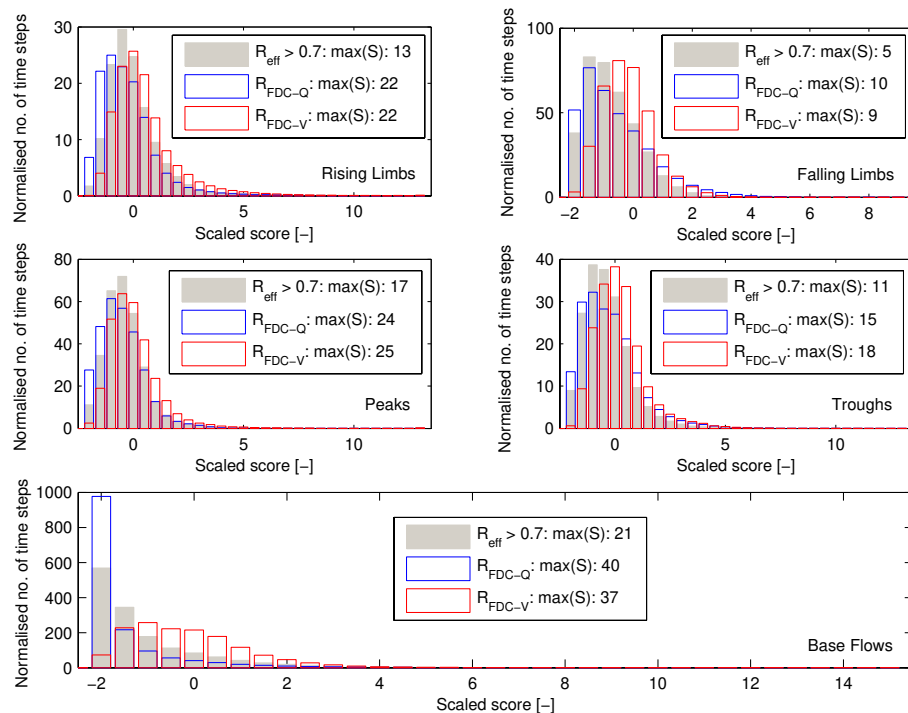 Normalised no. of time steps
30
20
10
0
R_eff > 0.7: max(S): 13
R_FDC-Q: max(S): 22
R_FDC-V: max(S): 22
Rising Limbs
0 5 10
Scaled score [-]
Normalised no. of time steps
100
50
0
R_eff > 0.7: max(S): 5
R_FDC-Q: max(S): 10
R_FDC-V: max(S): 9
Falling Limbs
-2 0 2 4 6 8
Scaled score [-]
Normalised no. of time steps
80
60
40
20
0
R_eff > 0.7: max(S): 17
R_FDC-Q: max(S): 24
R_FDC-V: max(S): 25
Peaks
0 5 10
Scaled score [-]
Normalised no. of time steps
40
30
20
10
0
R_eff > 0.7: max(S): 11
R_FDC-Q: max(S): 15
R_FDC-V: max(S): 18
Troughs
0 5 10
Scaled score [-]
Normalised no. of time steps
1000
800
600
400
200
0
R_eff > 0.7: max(S): 21
R_FDC-Q: max(S): 40
R_FDC-V: max(S): 37
Base Flows
-2 0 2 4 6 8 10 12 14
Scaled score [-]